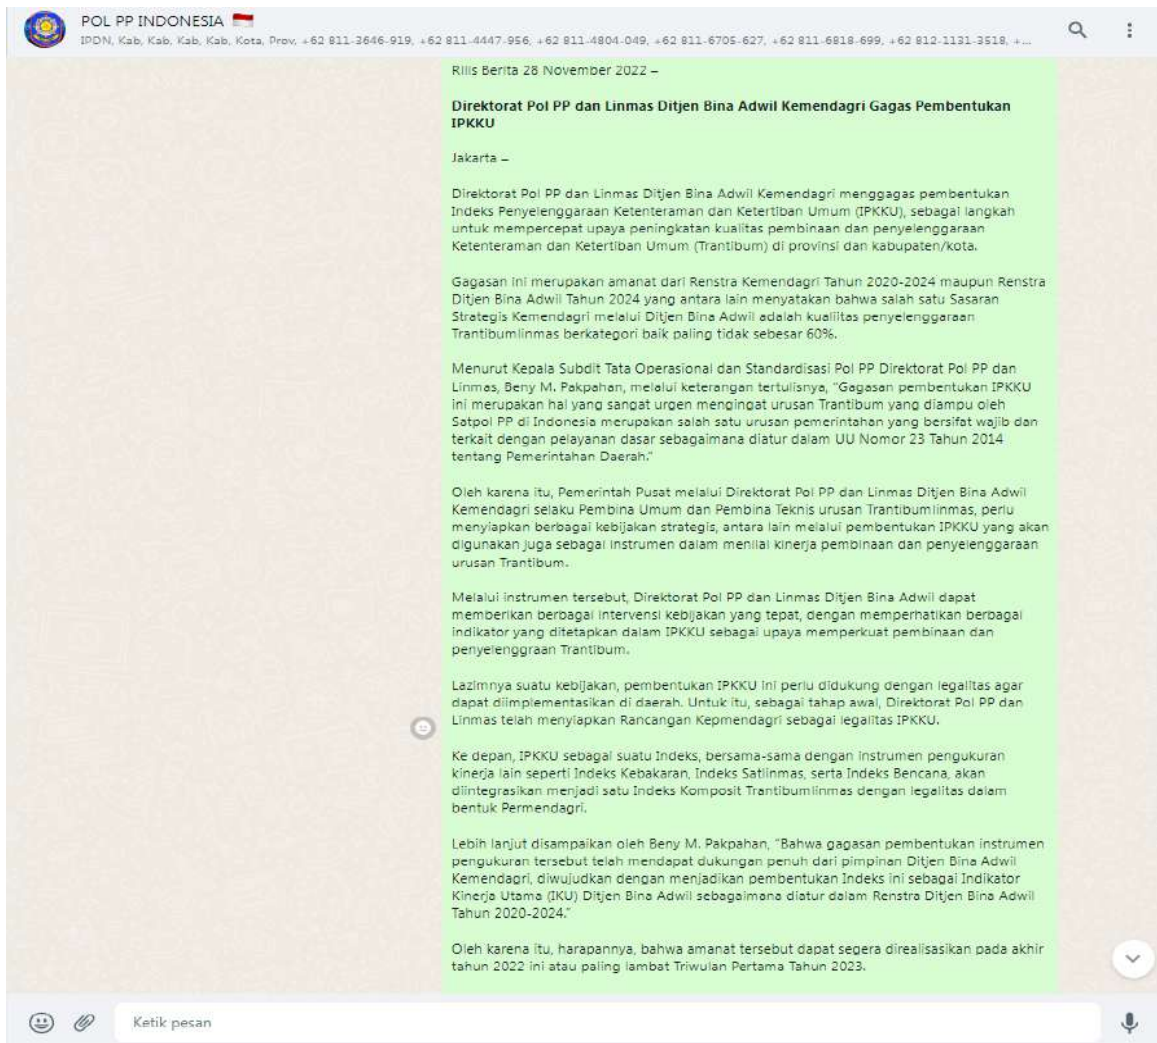 POL PP INDONESIA 🇮🇩
IPDN, Kab, Kab, Kab, Kab, Kota, Prov, +62 811-3646-919, +62 811-4447-956, +62 811-4804-049, +62 811-6705-627, +62 811-6818-699, +62 812-1131-3518, +...
Rilis Berita 28 November 2022 –
Direktorat Pol PP dan Linmas Ditjen Bina Adwil Kemendagri Gagas Pembentukan
IPKKU
Jakarta –
Direktorat Pol PP dan Linmas Ditjen Bina Adwil Kemendagri menggagas pembentukan
Indeks Penyelenggaraan Ketenteraman dan Ketertiban Umum (IPKKU), sebagai langkah
untuk mempercepat upaya peningkatan kualitas pembinaan dan penyelenggaraan
Ketenteraman dan Ketertiban Umum (Trantibum) di provinsi dan kabupaten/kota.
Gagasan ini merupakan amanat dari Renstra Kemendagri Tahun 2020-2024 maupun Renstra
Ditjen Bina Adwil Tahun 2024 yang antara lain menyatakan bahwa salah satu Sasaran
Strategis Kemendagri melalui Ditjen Bina Adwil adalah kualiitas penyelenggaraan
Trantibumlinmas berkategori baik paling tidak sebesar 60%.
Menurut Kepala Subdit Tata Operasional dan Standardisasi Pol PP Direktorat Pol PP dan
Linmas, Beny M. Pakpahan, melalui keterangan tertulisnya, "Gagasan pembentukan IPKKU
ini merupakan hal yang sangat urgen mengingat urusan Trantibum yang diampu oleh
Satpol PP di Indonesia merupakan salah satu urusan pemerintahan yang bersifat wajib dan
terkait dengan pelayanan dasar sebagaimana diatur dalam UU Nomor 23 Tahun 2014
tentang Pemerintahan Daerah."
Oleh karena itu, Pemerintah Pusat melalui Direktorat Pol PP dan Linmas Ditjen Bina Adwil
Kemendagri selaku Pembina Umum dan Pembina Teknis urusan Trantibumlinmas, perlu
menyiapkan berbagai kebijakan strategis, antara lain melalui pembentukan IPKKU yang akan
digunakan juga sebagai instrumen dalam menilai kinerja pembinaan dan penyelenggaraan
urusan Trantibum.
Melalui instrumen tersebut, Direktorat Pol PP dan Linmas Ditjen Bina Adwil dapat
memberikan berbagai intervensi kebijakan yang tepat, dengan memperhatikan berbagai
indikator yang ditetapkan dalam IPKKU sebagai upaya memperkuat pembinaan dan
penyelenggraan Trantibum.
Lazimnya suatu kebijakan, pembentukan IPKKU ini perlu didukung dengan legalitas agar
dapat diimplementasikan di daerah. Untuk itu, sebagai tahap awal, Direktorat Pol PP dan
Linmas telah menyiapkan Rancangan Kepmendagri sebagai legalitas IPKKU.
Ke depan, IPKKU sebagai suatu Indeks, bersama-sama dengan instrumen pengukuran
kinerja lain seperti Indeks Kebakaran, Indeks Satlinmas, serta Indeks Bencana, akan
diintegrasikan menjadi satu Indeks Komposit Trantibumlinmas dengan legalitas dalam
bentuk Permendagri.
Lebih lanjut disampaikan oleh Beny M. Pakpahan, "Bahwa gagasan pembentukan instrumen
pengukuran tersebut telah mendapat dukungan penuh dari pimpinan Ditjen Bina Adwil
Kemendagri, diwujudkan dengan menjadikan pembentukan Indeks ini sebagai Indikator
Kinerja Utama (IKU) Ditjen Bina Adwil sebagaimana diatur dalam Renstra Ditjen Bina Adwil
Tahun 2020-2024."
Oleh karena itu, harapannya, bahwa amanat tersebut dapat segera direalisasikan pada akhir
tahun 2022 ini atau paling lambat Triwulan Pertama Tahun 2023.
Ketik pesan